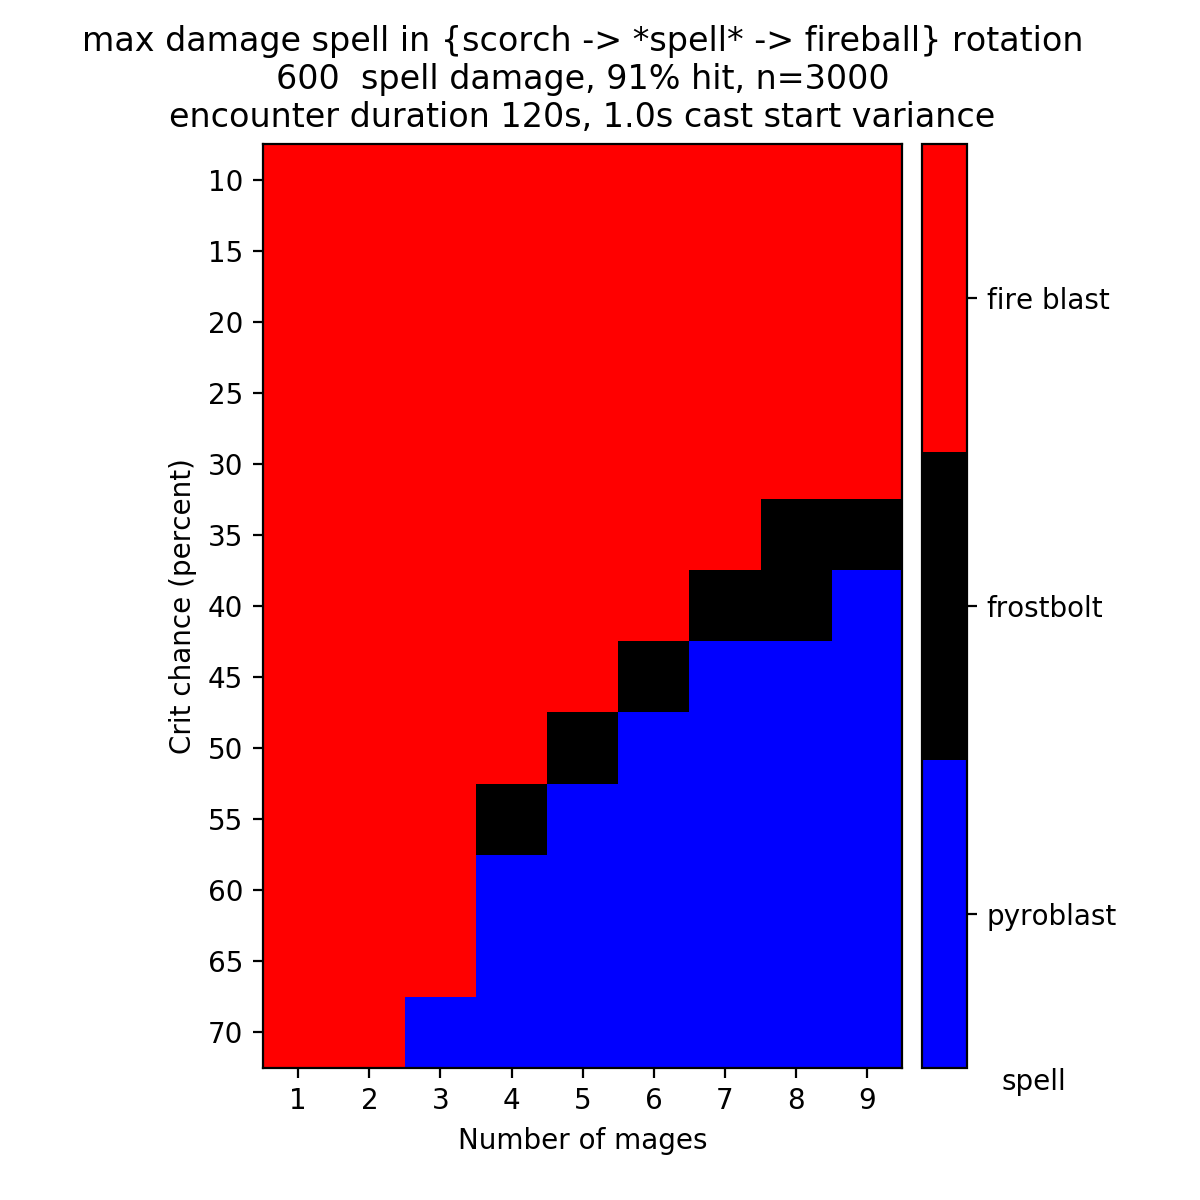 max damage spell in {scorch -> *spell* -> fireball} rotation
600  spell damage, 91% hit, n=3000
encounter duration 120s, 1.0s cast start variance
Crit chance (percent)
10
15
20
25
30
35
40
45
50
55
60
65
70
1 2 3 4 5 6 7 8 9
Number of mages
fire blast
frostbolt
pyroblast
spell